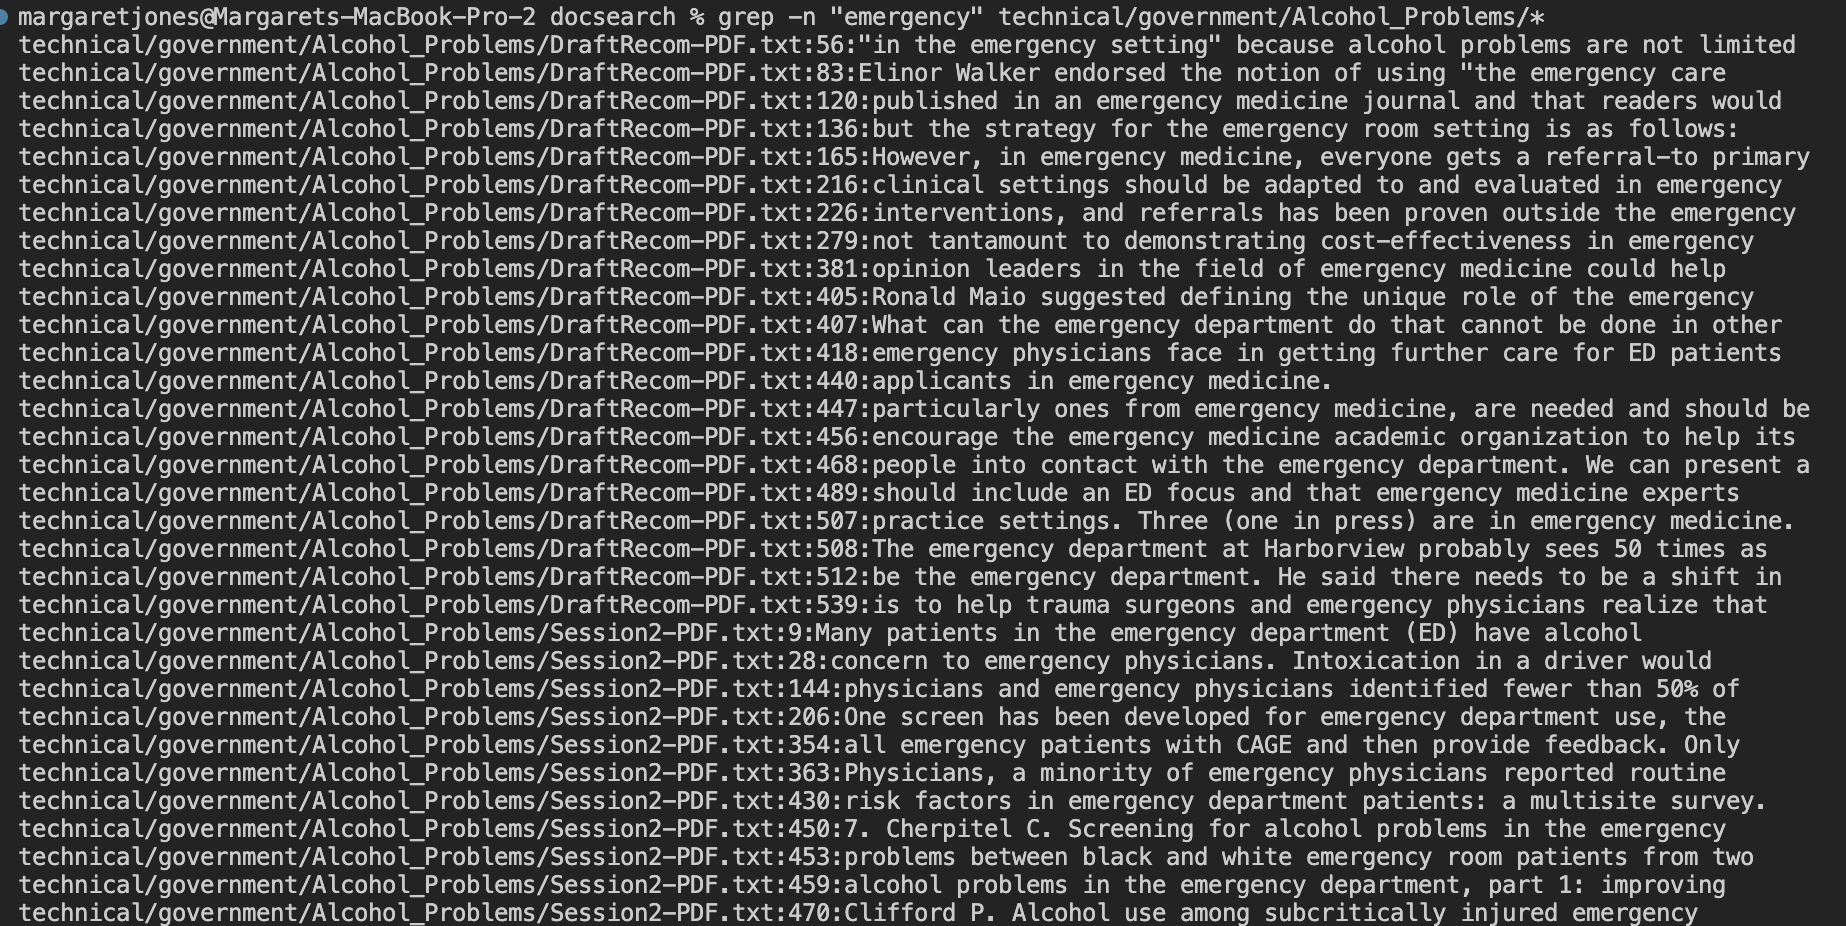 margaretjones@Margarets-MacBook-Pro-2 docsearch % grep -n "emergency" technical/government/Alcohol_Problems/*
technical/government/Alcohol_Problems/DraftRecom-PDF.txt:56:"in the emergency setting" because alcohol problems are not limited
technical/government/Alcohol_Problems/DraftRecom-PDF.txt:83:Elinor Walker endorsed the notion of using "the emergency care
technical/government/Alcohol_Problems/DraftRecom-PDF.txt:120:published in an emergency medicine journal and that readers would
technical/government/Alcohol_Problems/DraftRecom-PDF.txt:136:but the strategy for the emergency room setting is as follows:
technical/government/Alcohol_Problems/DraftRecom-PDF.txt:165:However, in emergency medicine, everyone gets a referral-to primary
technical/government/Alcohol_Problems/DraftRecom-PDF.txt:216:clinical settings should be adapted to and evaluated in emergency
technical/government/Alcohol_Problems/DraftRecom-PDF.txt:226:interventions, and referrals has been proven outside the emergency
technical/government/Alcohol_Problems/DraftRecom-PDF.txt:279:not tantamount to demonstrating cost-effectiveness in emergency
technical/government/Alcohol_Problems/DraftRecom-PDF.txt:381:opinion leaders in the field of emergency medicine could help
technical/government/Alcohol_Problems/DraftRecom-PDF.txt:405:Ronald Maio suggested defining the unique role of the emergency
technical/government/Alcohol_Problems/DraftRecom-PDF.txt:407:What can the emergency department do that cannot be done in other
technical/government/Alcohol_Problems/DraftRecom-PDF.txt:418:emergency physicians face in getting further care for ED patients
technical/government/Alcohol_Problems/DraftRecom-PDF.txt:440:applicants in emergency medicine.
technical/government/Alcohol_Problems/DraftRecom-PDF.txt:447:particularly ones from emergency medicine, are needed and should be
technical/government/Alcohol_Problems/DraftRecom-PDF.txt:456:encourage the emergency medicine academic organization to help its
technical/government/Alcohol_Problems/DraftRecom-PDF.txt:468:people into contact with the emergency department. We can present a
technical/government/Alcohol_Problems/DraftRecom-PDF.txt:489:should include an ED focus and that emergency medicine experts
technical/government/Alcohol_Problems/DraftRecom-PDF.txt:507:practice settings. Three (one in press) are in emergency medicine.
technical/government/Alcohol_Problems/DraftRecom-PDF.txt:508:The emergency department at Harborview probably sees 50 times as
technical/government/Alcohol_Problems/DraftRecom-PDF.txt:512:be the emergency department. He said there needs to be a shift in
technical/government/Alcohol_Problems/DraftRecom-PDF.txt:539:is to help trauma surgeons and emergency physicians realize that
technical/government/Alcohol_Problems/Session2-PDF.txt:9:Many patients in the emergency department (ED) have alcohol
technical/government/Alcohol_Problems/Session2-PDF.txt:28:concern to emergency physicians. Intoxication in a driver would
technical/government/Alcohol_Problems/Session2-PDF.txt:144:physicians and emergency physicians identified fewer than 50% of
technical/government/Alcohol_Problems/Session2-PDF.txt:206:One screen has been developed for emergency department use, the
technical/government/Alcohol_Problems/Session2-PDF.txt:354:all emergency patients with CAGE and then provide feedback. Only
technical/government/Alcohol_Problems/Session2-PDF.txt:363:Physicians, a minority of emergency physicians reported routine
technical/government/Alcohol_Problems/Session2-PDF.txt:430:risk factors in emergency department patients: a multisite survey.
technical/government/Alcohol_Problems/Session2-PDF.txt:450:7. Cherpitel C. Screening for alcohol problems in the emergency
technical/government/Alcohol_Problems/Session2-PDF.txt:453:problems between black and white emergency room patients from two
technical/government/Alcohol_Problems/Session2-PDF.txt:459:alcohol problems in the emergency department, part 1: improving
technical/government/Alcohol_Problems/Session2-PDF.txt:470:Clifford P. Alcohol use among subcritically injured emergency